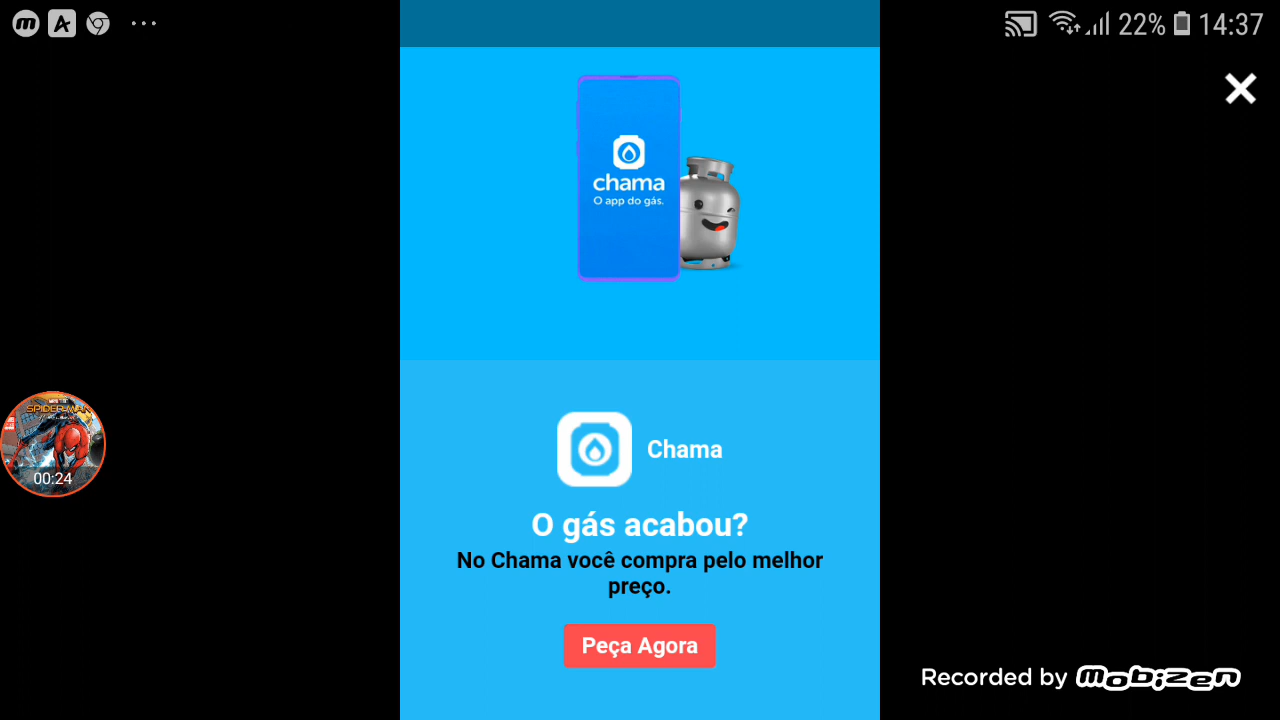 22% 14:37
chama
O app do gás.
SPIDER-MAN
00:24
Chama
O gás acabou?
No Chama você compra pelo melhor
preço.
Peça Agora
Recorded by mobizen